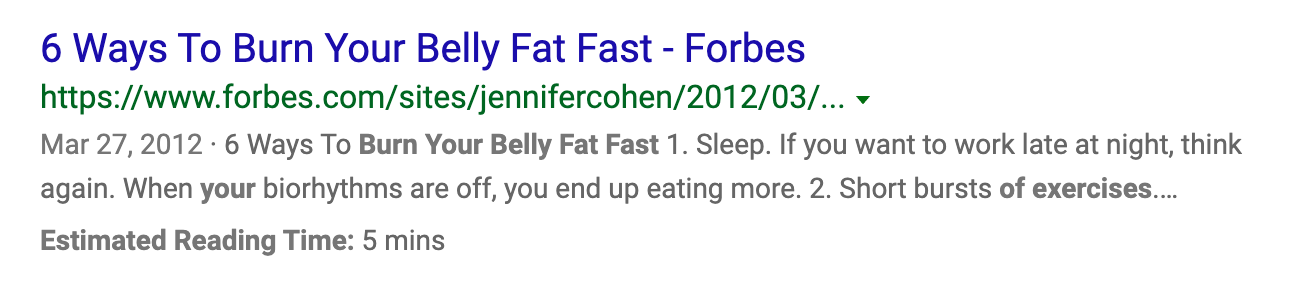 6 Ways To Burn Your Belly Fat Fast - Forbes
https://www.forbes.com/sites/jennifercohen/2012/03/...
Mar 27, 2012 · 6 Ways To Burn Your Belly Fat Fast 1. Sleep. If you want to work late at night, think
again. When your biorhythms are off, you end up eating more. 2. Short bursts of exercises.…
Estimated Reading Time: 5 mins